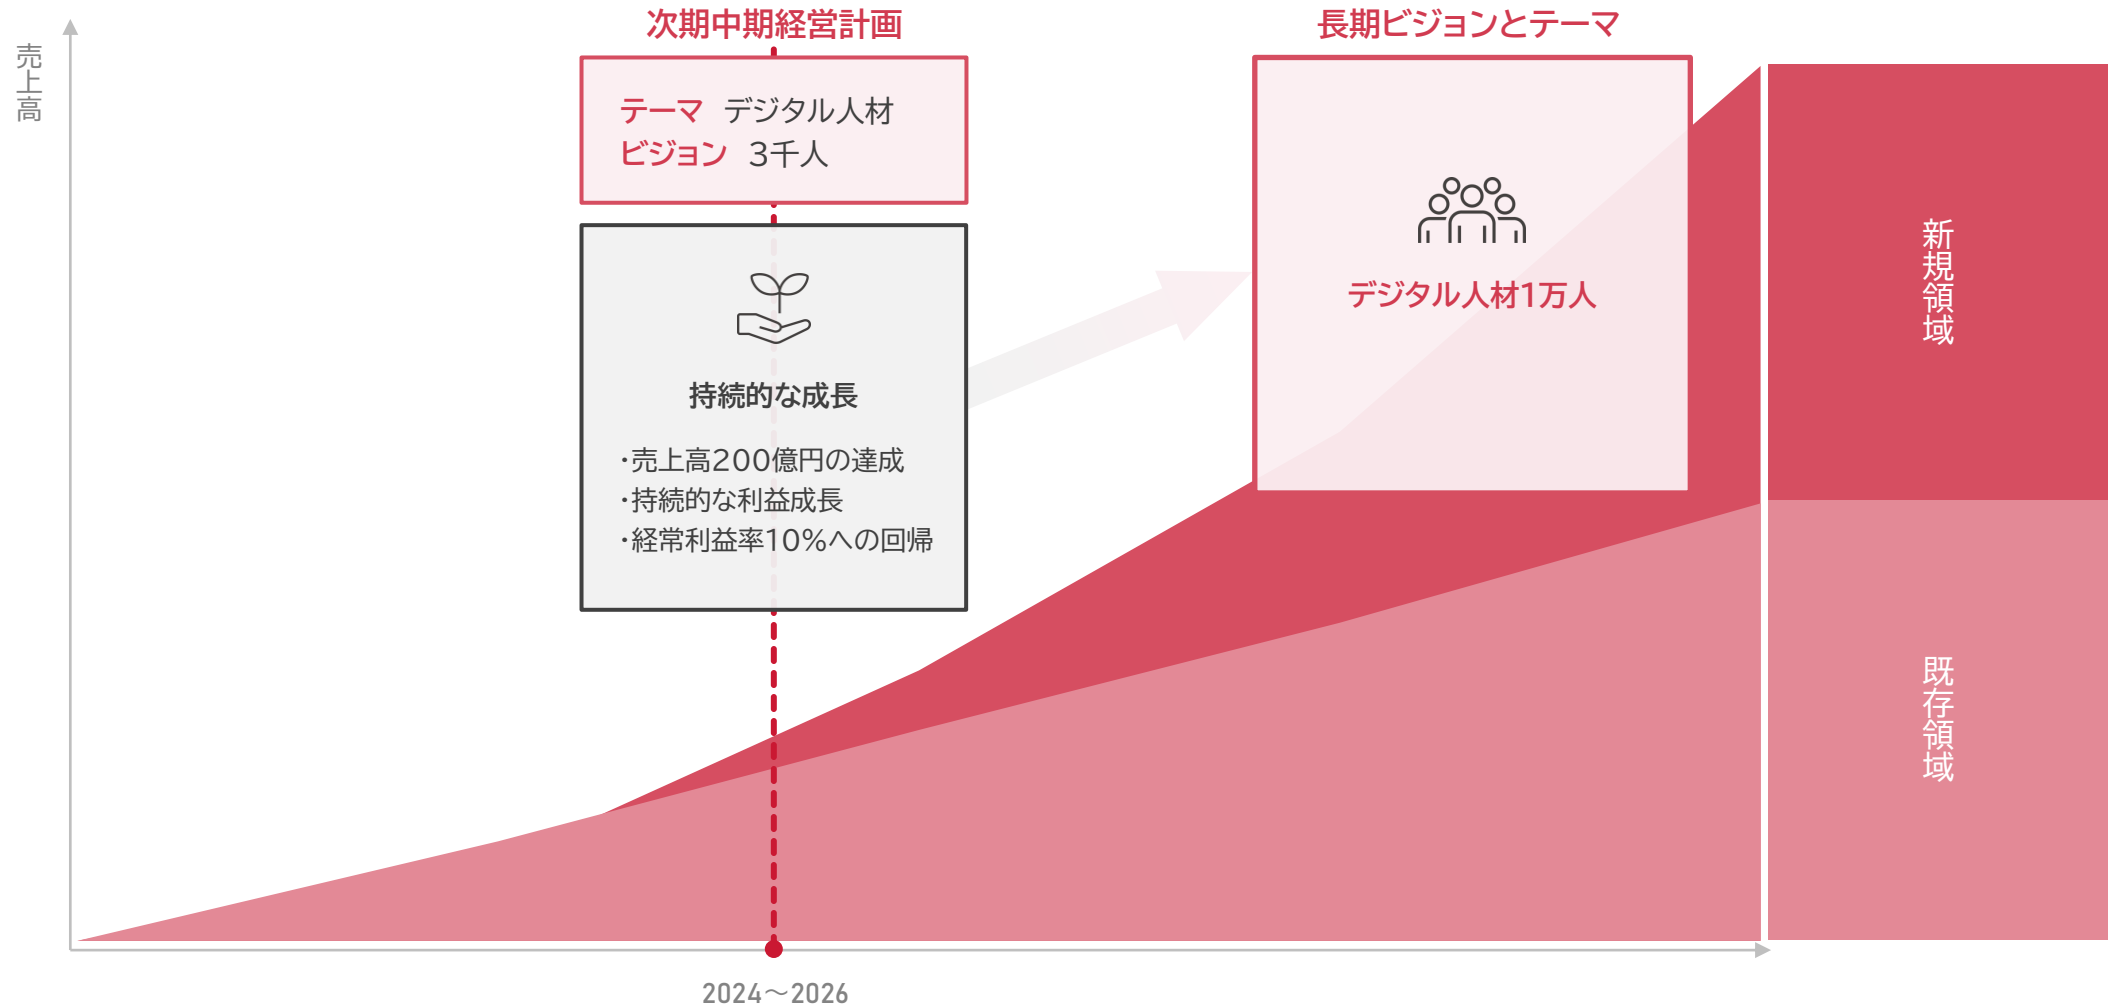 売上高
次期中期経営計画
テーマ デジタル人材
ビジョン 3千人
持続的な成長
・売上高200億円の達成
・持続的な利益成長
・経常利益率10%への回帰
長期ビジョンとテーマ
デジタル人材1万人
新規領域
既存領域
2024～2026